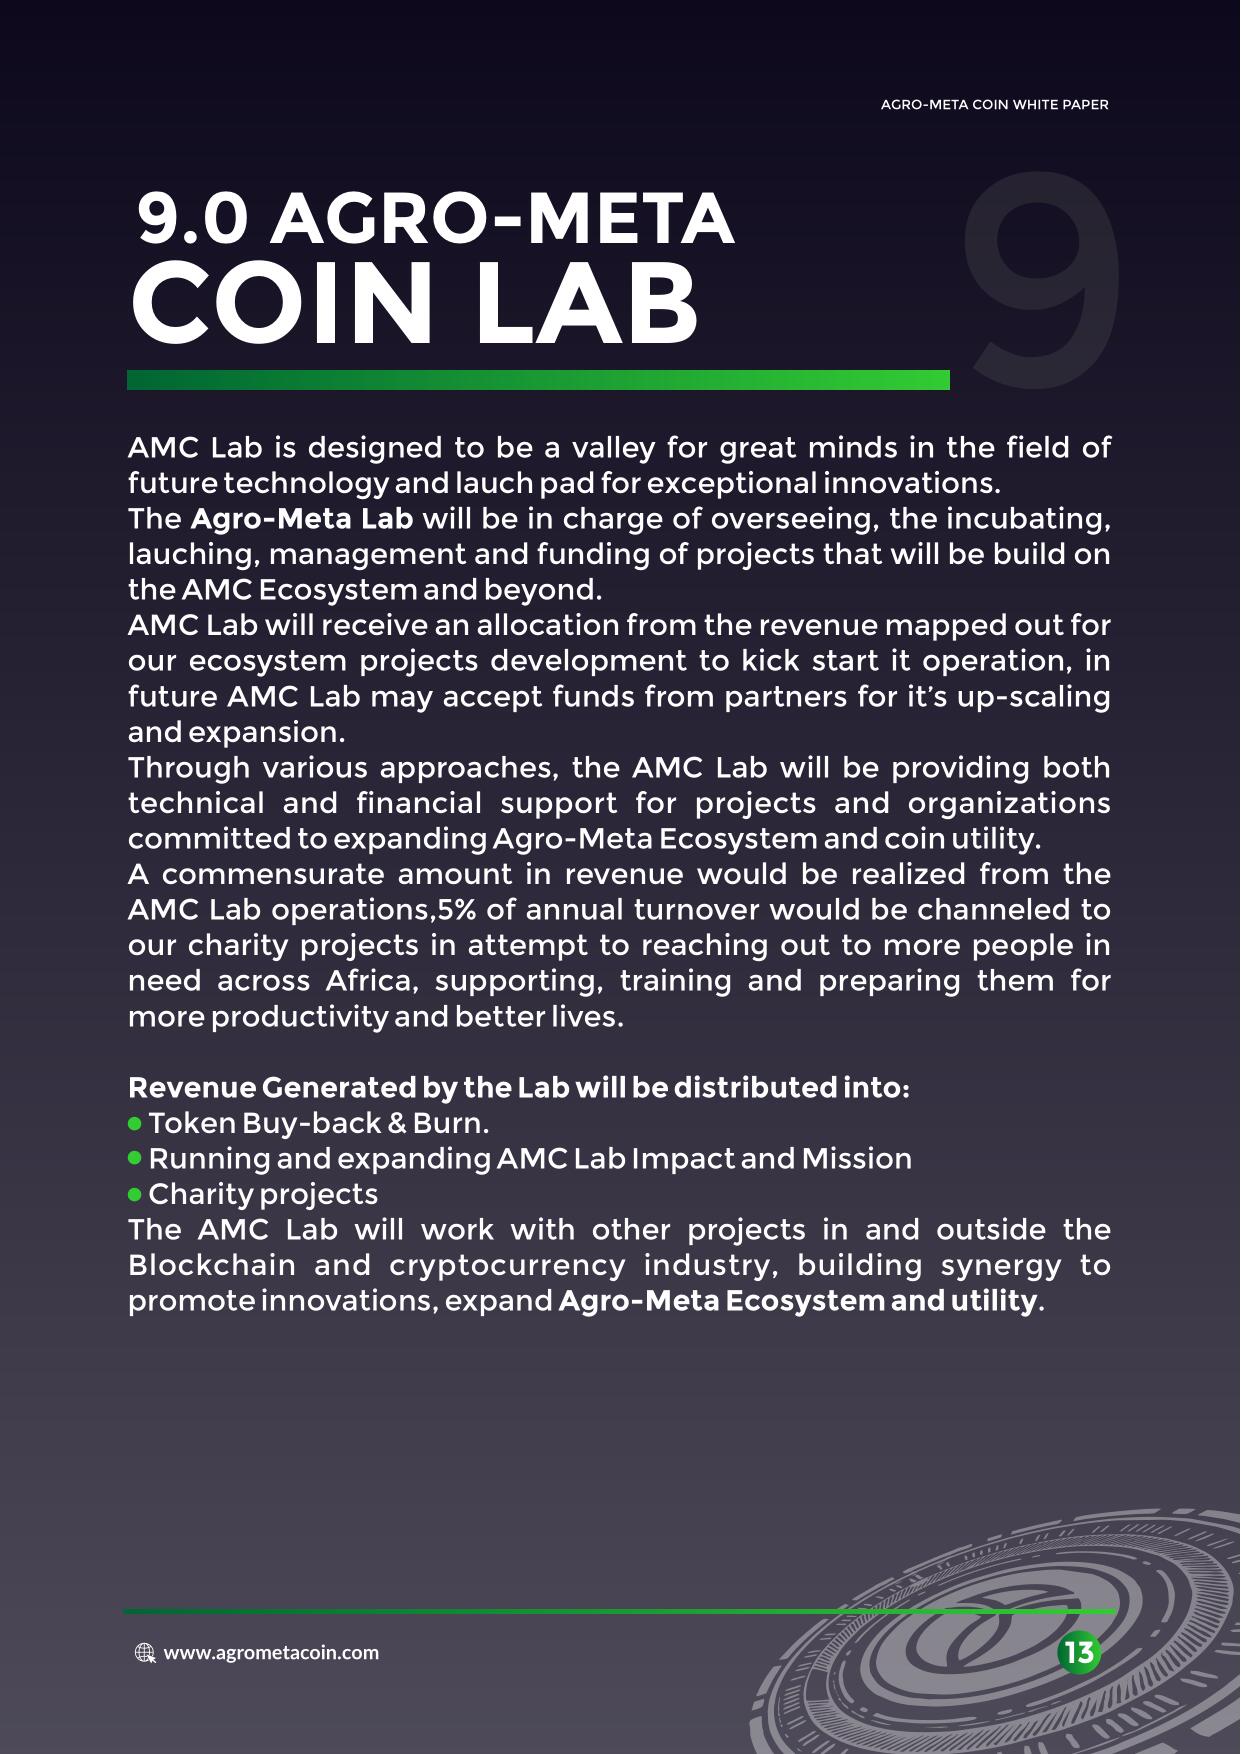 AGRO-META COIN WHITE PAPER
9
9.0 AGRO-META
COIN LAB
AMC Lab is designed to be a valley for great minds in the field of
future technology and lauch pad for exceptional innovations.
The Agro-Meta Lab will be in charge of overseeing, the incubating,
lauching, management and funding of projects that will be build on
the AMC Ecosystem and beyond.
AMC Lab will receive an allocation from the revenue mapped out for
our ecosystem projects development to kick start it operation, in
future AMC Lab may accept funds from partners for it’s up-scaling
and expansion.
Through various approaches, the AMC Lab will be providing both
technical and financial support for projects and organizations
committed to expanding Agro-Meta Ecosystem and coin utility.
A commensurate amount in revenue would be realized from the
AMC Lab operations,5% of annual turnover would be channeled to
our charity projects in attempt to reaching out to more people in
need across Africa, supporting, training and preparing them for
more productivity and better lives.
Revenue Generated by the Lab will be distributed into:
● Token Buy-back & Burn.
● Running and expanding AMC Lab Impact and Mission
● Charity projects
The AMC Lab will work with other projects in and outside the
Blockchain and cryptocurrency industry, building synergy to
promote innovations, expand Agro-Meta Ecosystem and utility.
www.agrometacoin.com
13